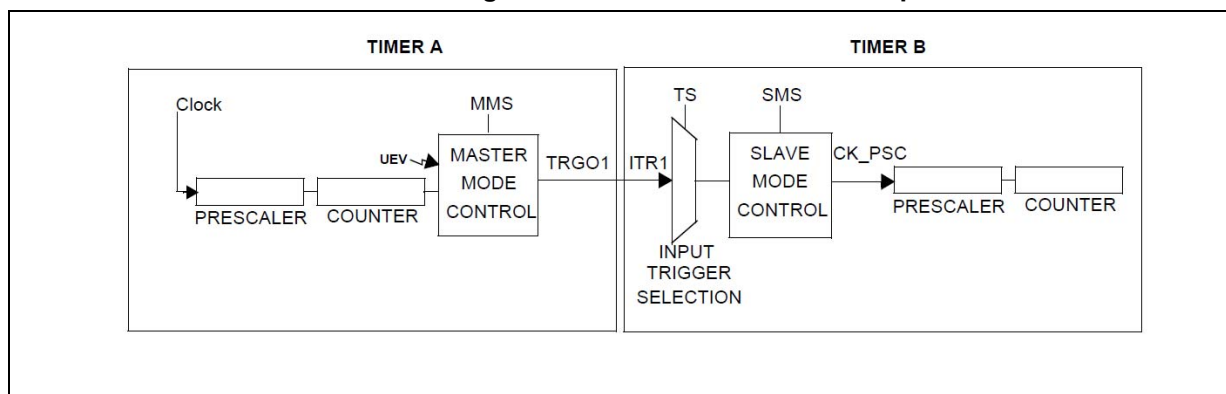 TIMER A
TIMER B
Clock
MMS
TS
SMS
UEV
MASTER
MODE
CONTROL
TRGO1
ITR1
SLAVE
MODE
CONTROL
CK_PSC
PRESCALER
COUNTER
PRESCALER
COUNTER
INPUT
TRIGGER
SELECTION